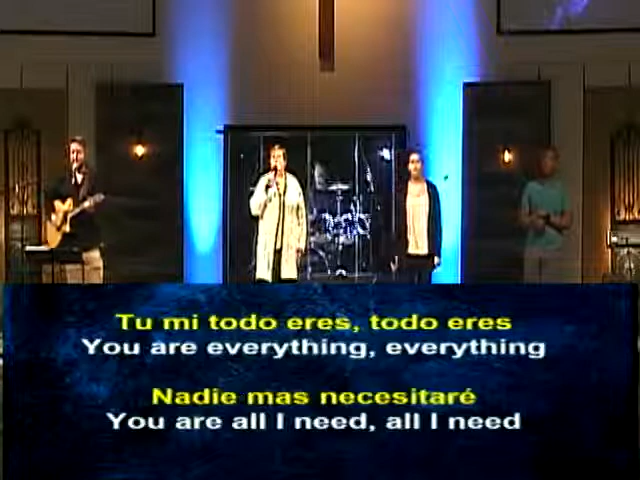 Tu mi todo eres, todo eres
You are everything, everything
Nadie mas necesitaré
You are all I need, all I need